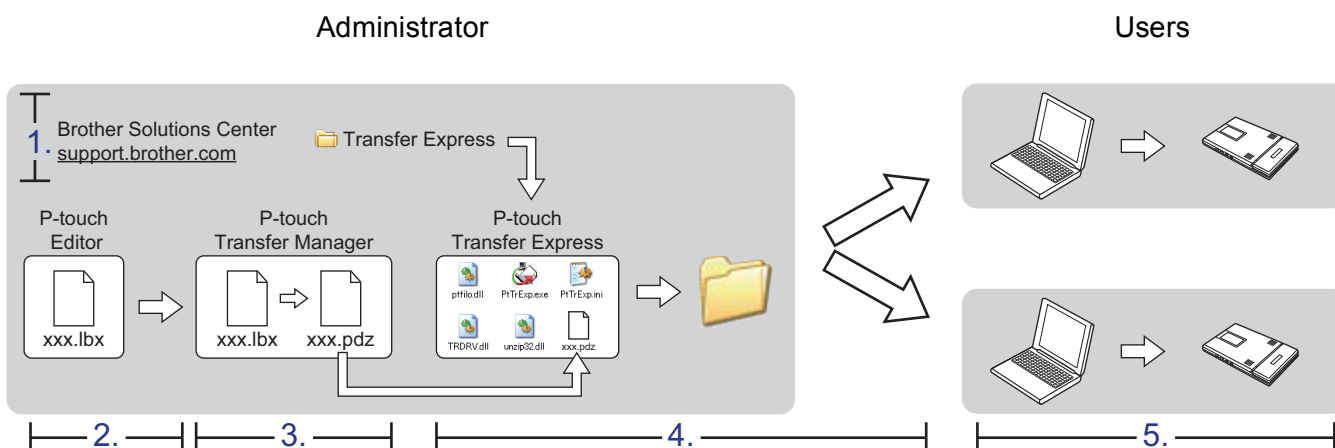 Administrator
Users
1.
Brother Solutions Center
support.brother.com
Transfer Express
P-touch
Editor
P-touch
Transfer Manager
P-touch
Transfer Express
xxx.lbx
xxx.lbx
xxx.pdz
ptfilo.dll
PtTrExp.exe
PtTrExp.ini
TRDRV.dll
unzip32.dll
xxx.pdz
2.
3.
4.
5.